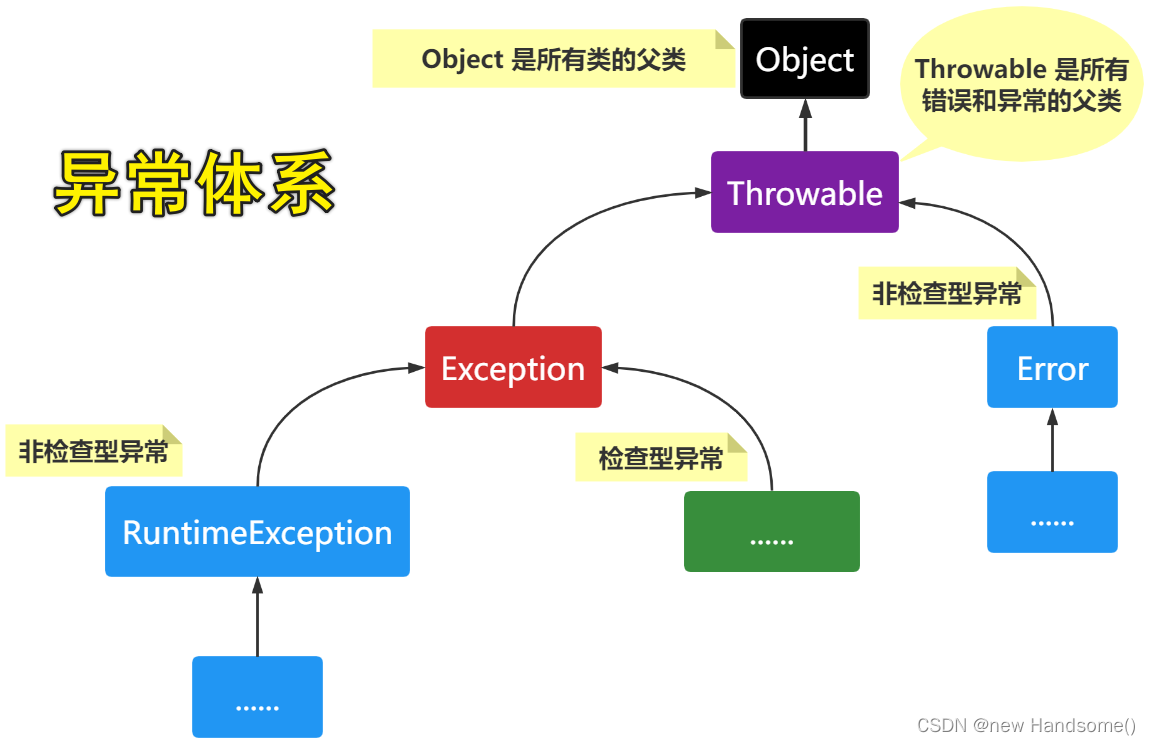 Object 是所有类的父类
Object
Throwable 是所有
错误和异常的父类
异常体系
Throwable
非检查型异常
Exception
Error
非检查型异常
检查型异常
RuntimeException
......
......
......
CSDN @new Handsome()